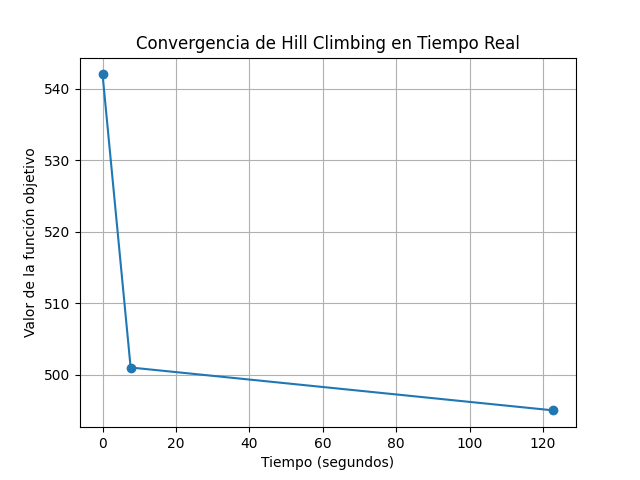 Convergencia de Hill Climbing en Tiempo Real
Valor de la función objetivo
540
530
520
510
500
0 20 40 60 80 100 120
Tiempo (segundos)